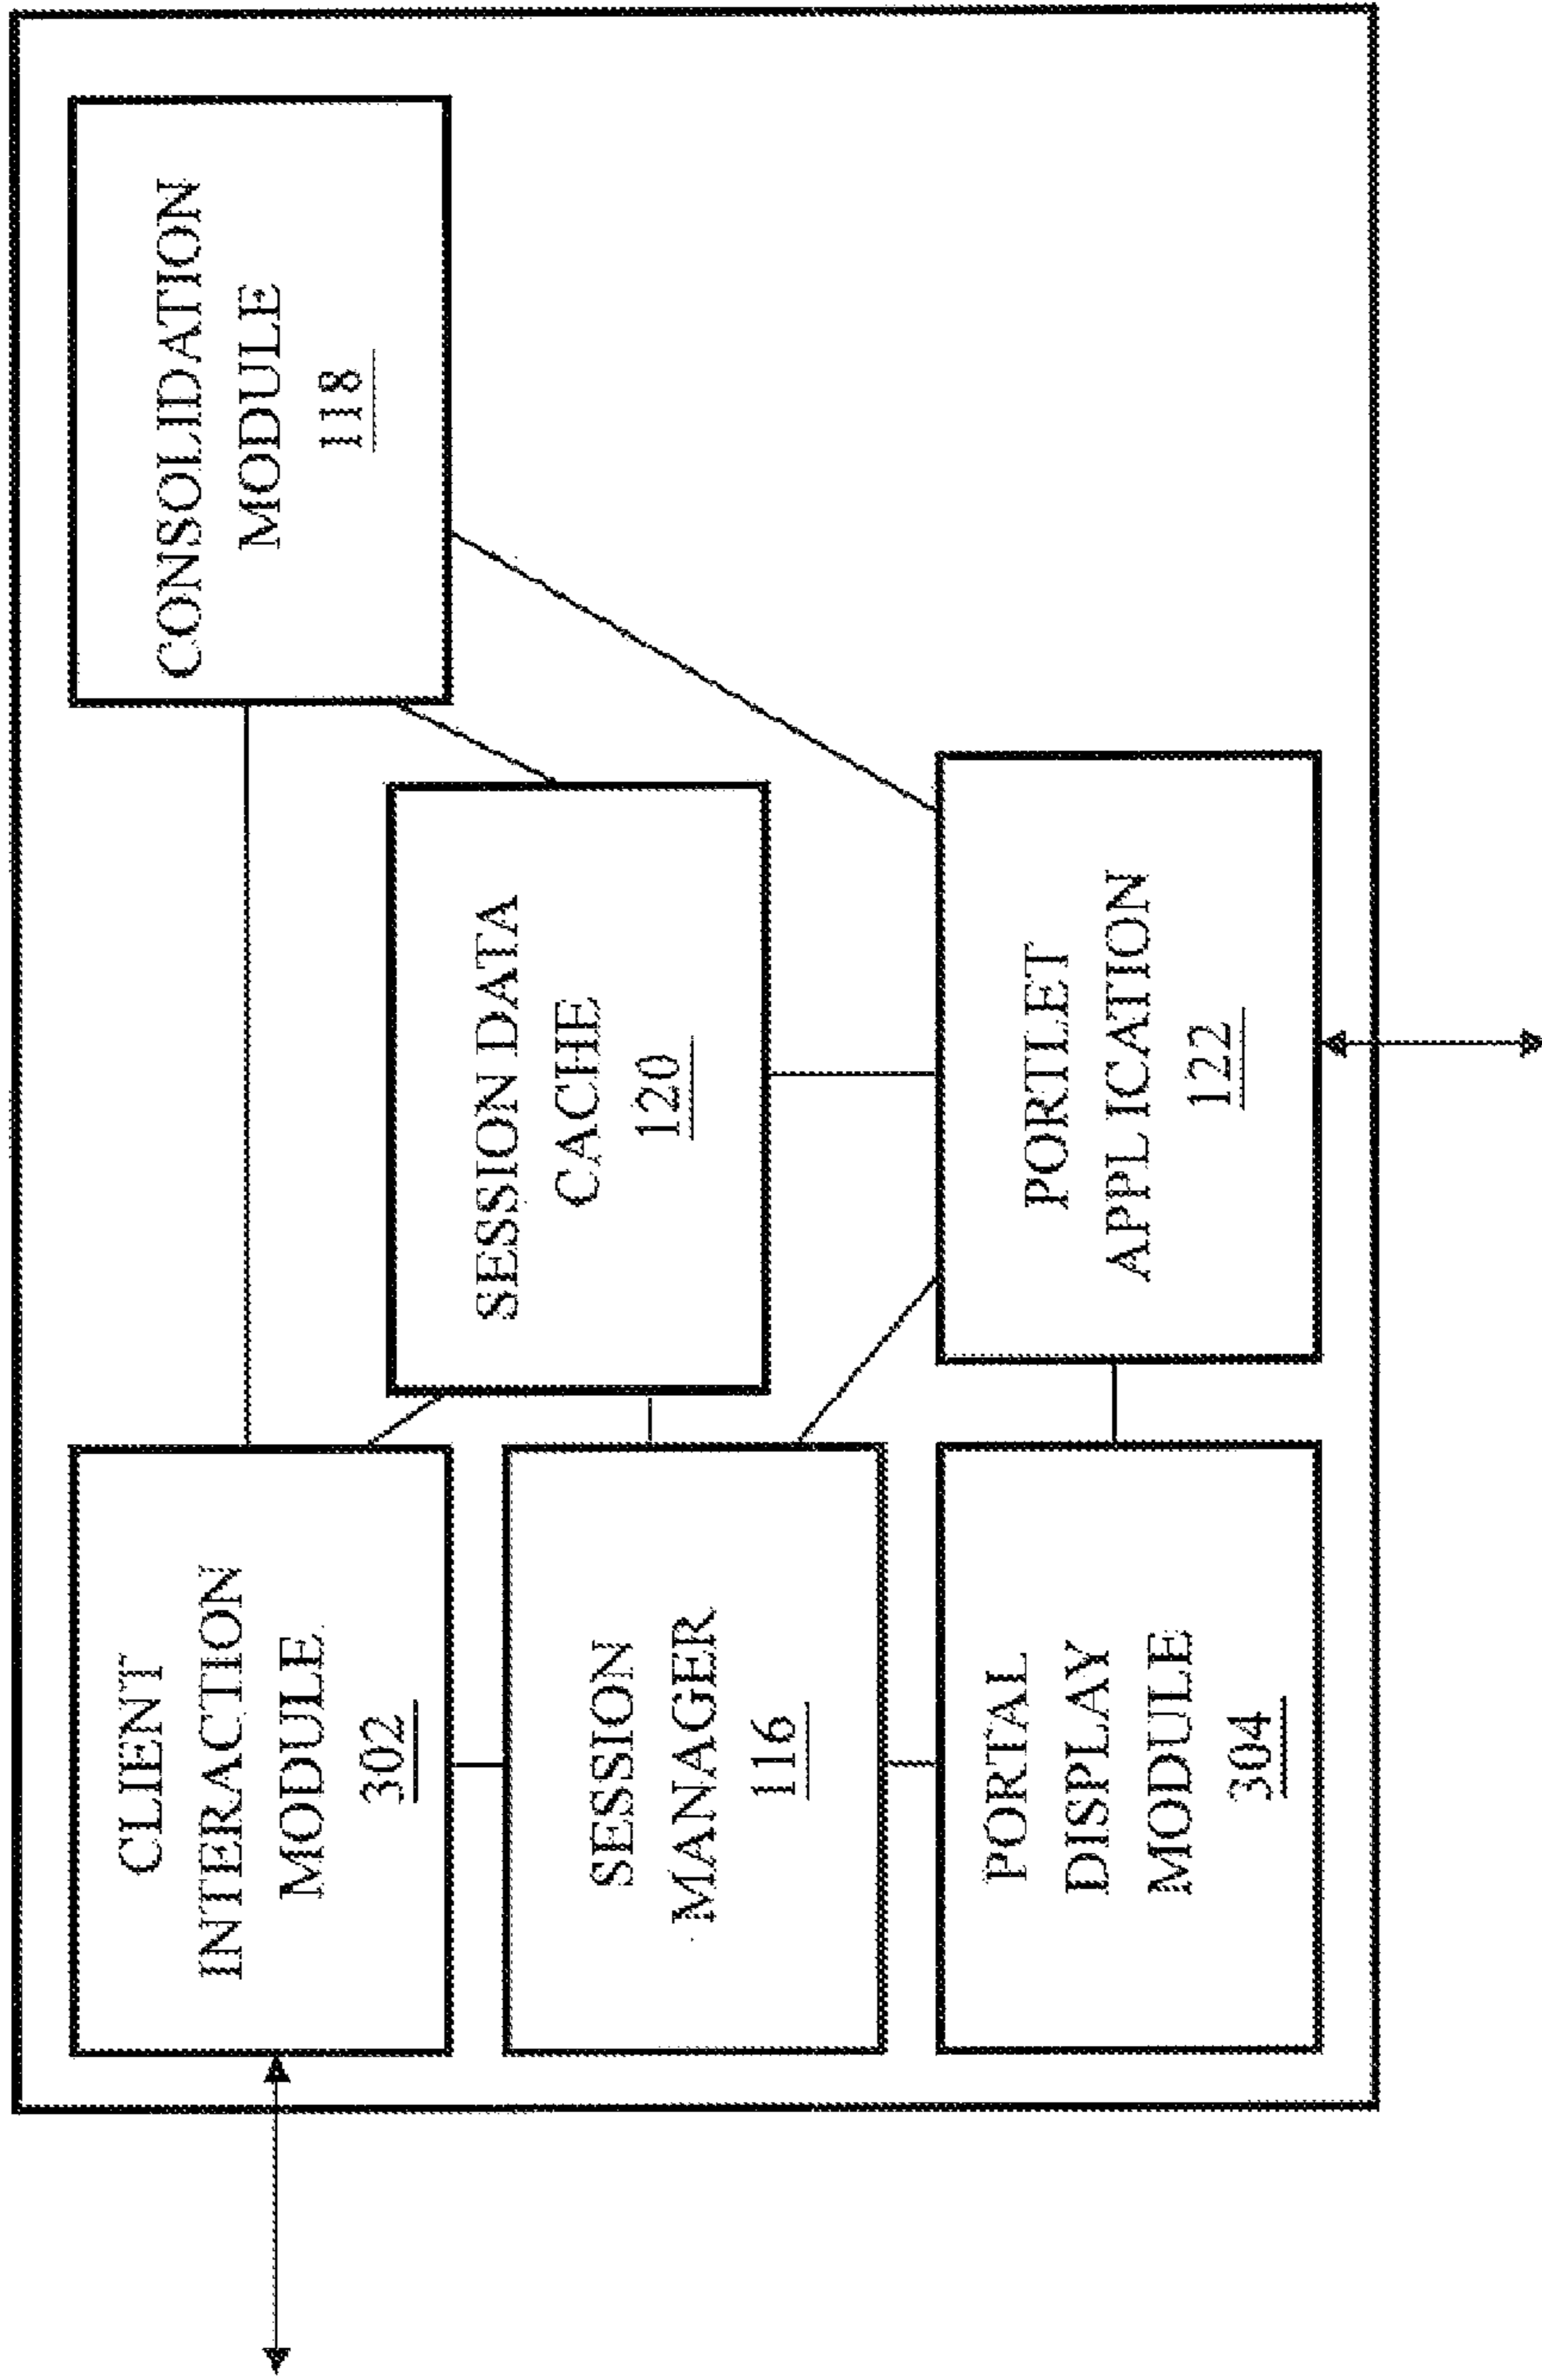 CLIENT
INTERACTION
MODULE
302
SESSION
MANAGER
116
PORTAL
DISPLAY
MODULE
304
SESSION DATA
CACHE
120
PORTLET
APPLICATION
122
CONSOLIDATION
MODULE
118